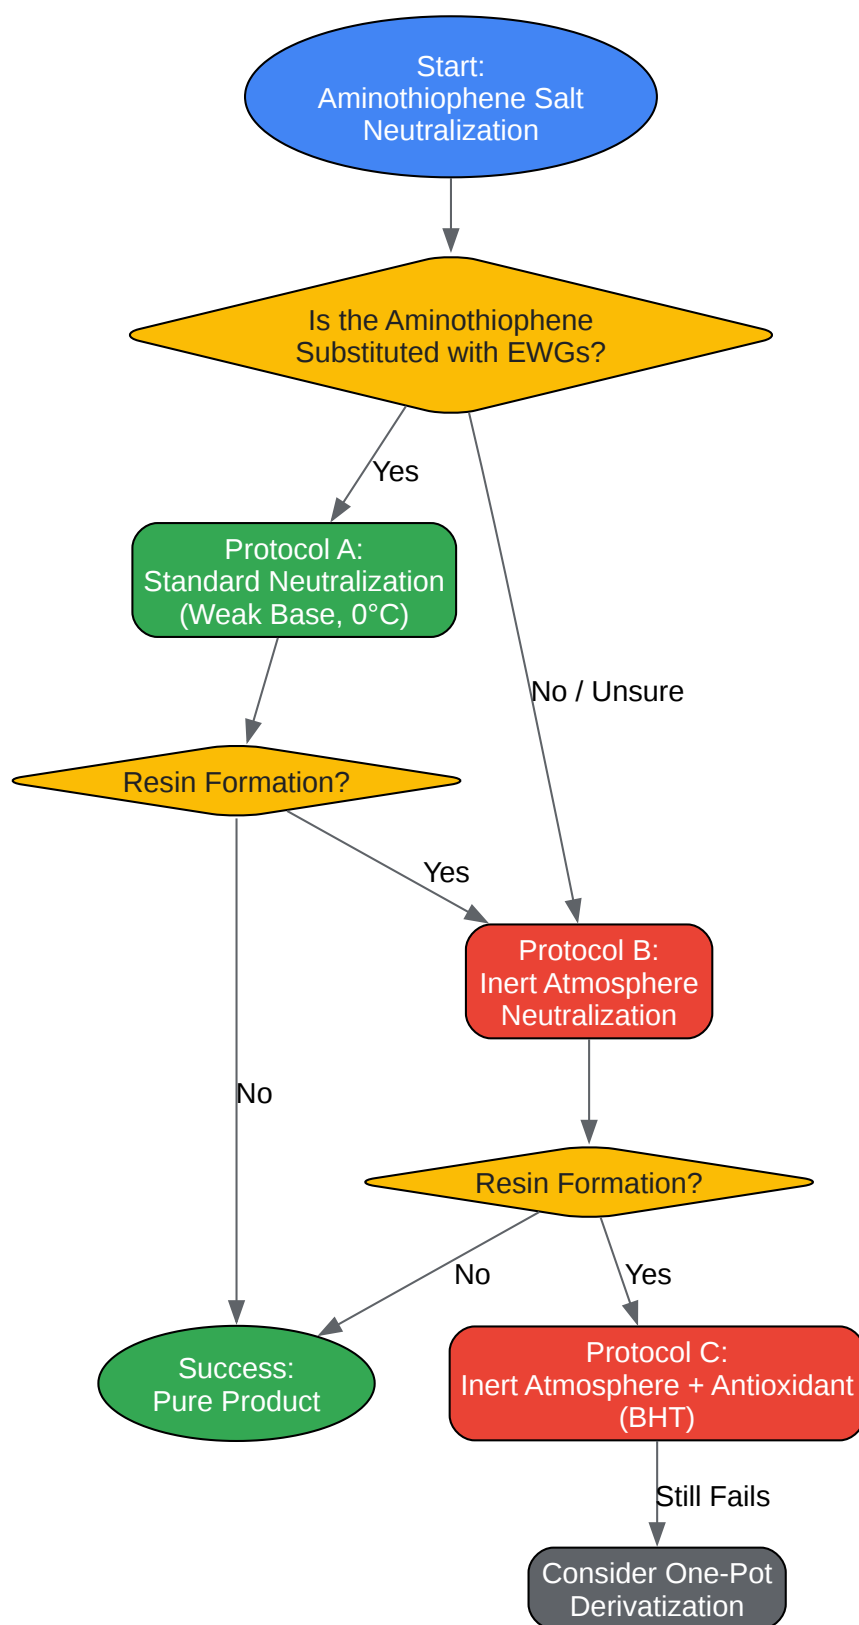 Start:
Aminothiophene Salt
Neutralization
Is the Aminothiophene
Substituted with EWGs?
Yes
Protocol A:
Standard Neutralization
(Weak Base, 0°C)
No / Unsure
Resin Formation?
Yes
Protocol B:
Inert Atmosphere
Neutralization
No
Resin Formation?
No
Yes
Success:
Pure Product
Protocol C:
Inert Atmosphere + Antioxidant
(BHT)
Still Fails
Consider One-Pot
Derivatization